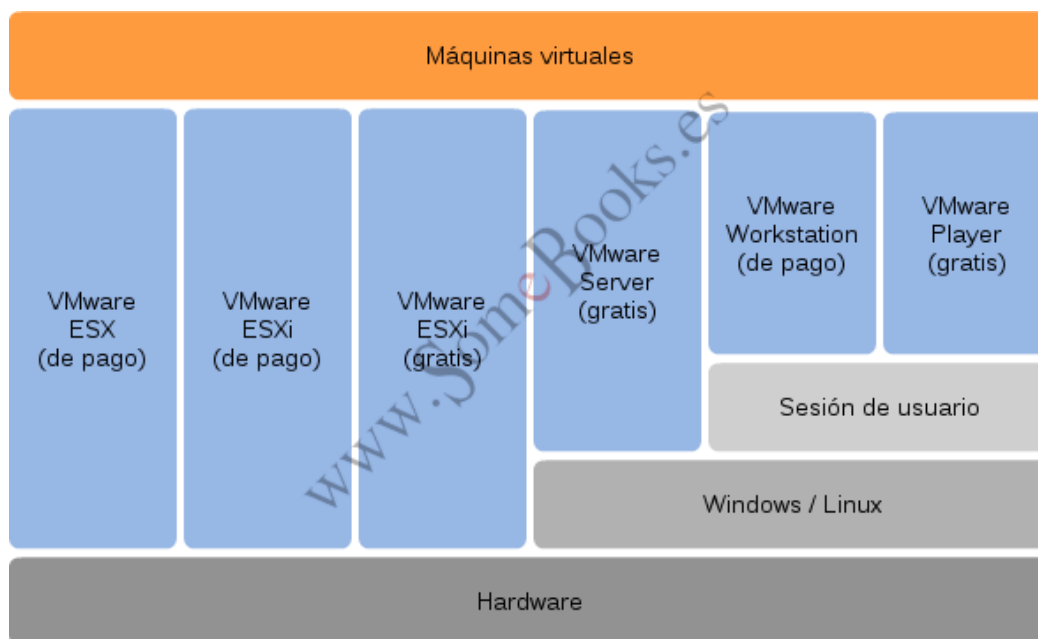 Máquinas virtuales
VMware
ESX
(de pago)
VMware
ESXi
(de pago)
VMware
ESXi
(gratis)
VMware
Server
(gratis)
VMware
Workstation
(de pago)
VMware
Player
(gratis)
Sesión de usuario
Windows / Linux
Hardware
www.SomeBooks.es